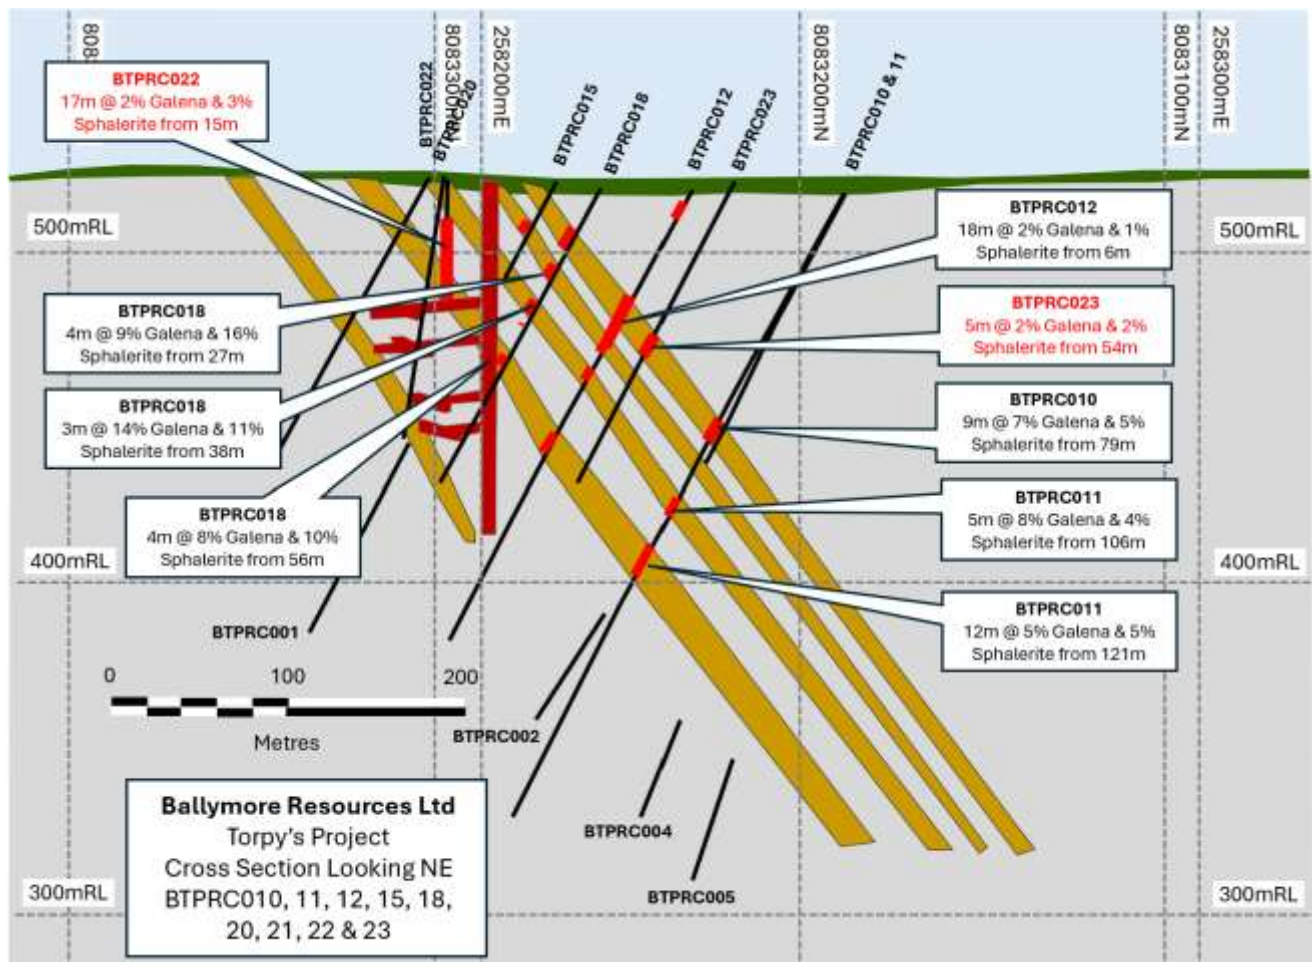 8083
8083300mN
258200mE
8083200mN
8083100mN
258300mE
BTPRC022
BTPRC020
BTPRC015
BTPRC018
BTPRC012
BTPRC023
BTPRC010 & 11
BTPRC022
17m @ 2% Galena & 3%
Sphalerite from 15m
500mRL
500mRL
BTPRC012
18m @ 2% Galena & 1%
Sphalerite from 6m
BTPRC018
4m @ 9% Galena & 16%
Sphalerite from 27m
BTPRC023
5m @ 2% Galena & 2%
Sphalerite from 54m
BTPRC018
3m @ 14% Galena & 11%
Sphalerite from 38m
BTPRC010
9m @ 7% Galena & 5%
Sphalerite from 79m
BTPRC018
4m @ 8% Galena & 10%
Sphalerite from 56m
BTPRC011
5m @ 8% Galena & 4%
Sphalerite from 106m
400mRL
400mRL
BTPRC011
12m @ 5% Galena & 5%
Sphalerite from 121m
BTPRC001
0 100 200
Metres
BTPRC002
BTPRC004
BTPRC005
Ballymore Resources Ltd
Torpy's Project
Cross Section Looking NE
BTPRC010, 11, 12, 15, 18,
20, 21, 22 & 23
300mRL
300mRL